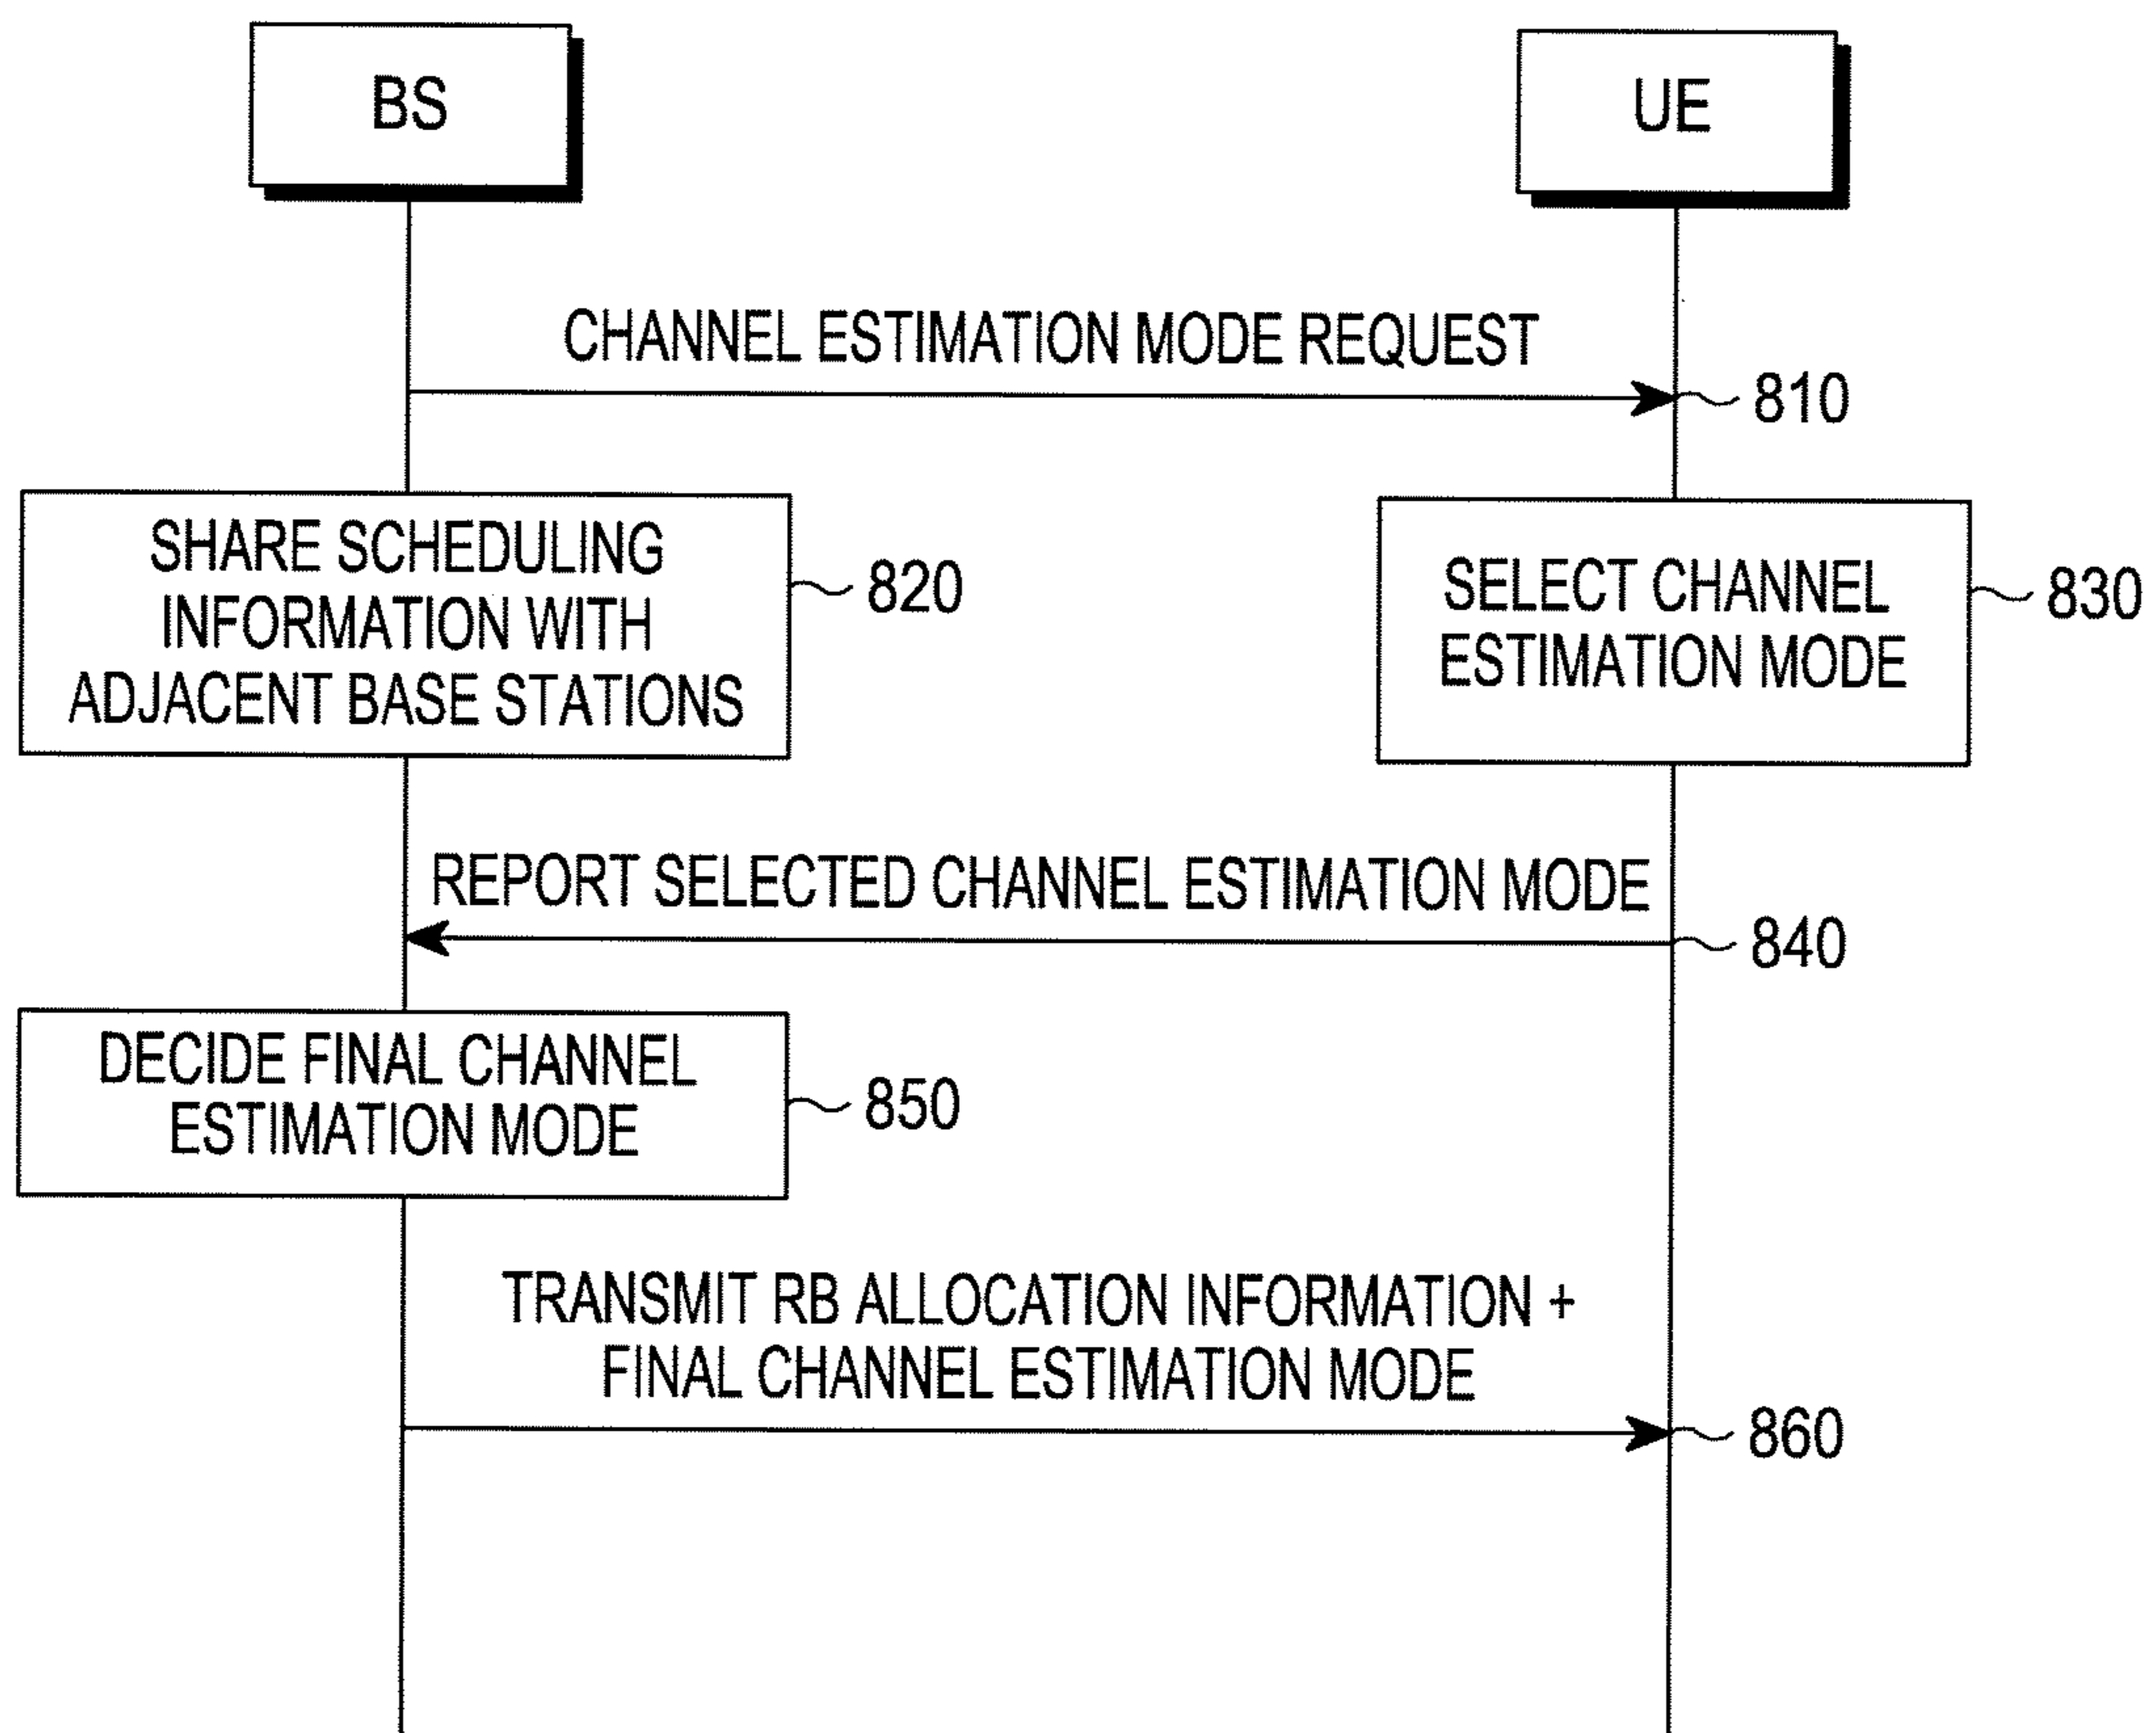 BS
UE
CHANNEL ESTIMATION MODE REQUEST
810
SHARE SCHEDULING
INFORMATION WITH
ADJACENT BASE STATIONS
820
SELECT CHANNEL
ESTIMATION MODE
830
REPORT SELECTED CHANNEL ESTIMATION MODE
840
DECIDE FINAL CHANNEL
ESTIMATION MODE
850
TRANSMIT RB ALLOCATION INFORMATION +
FINAL CHANNEL ESTIMATION MODE
860